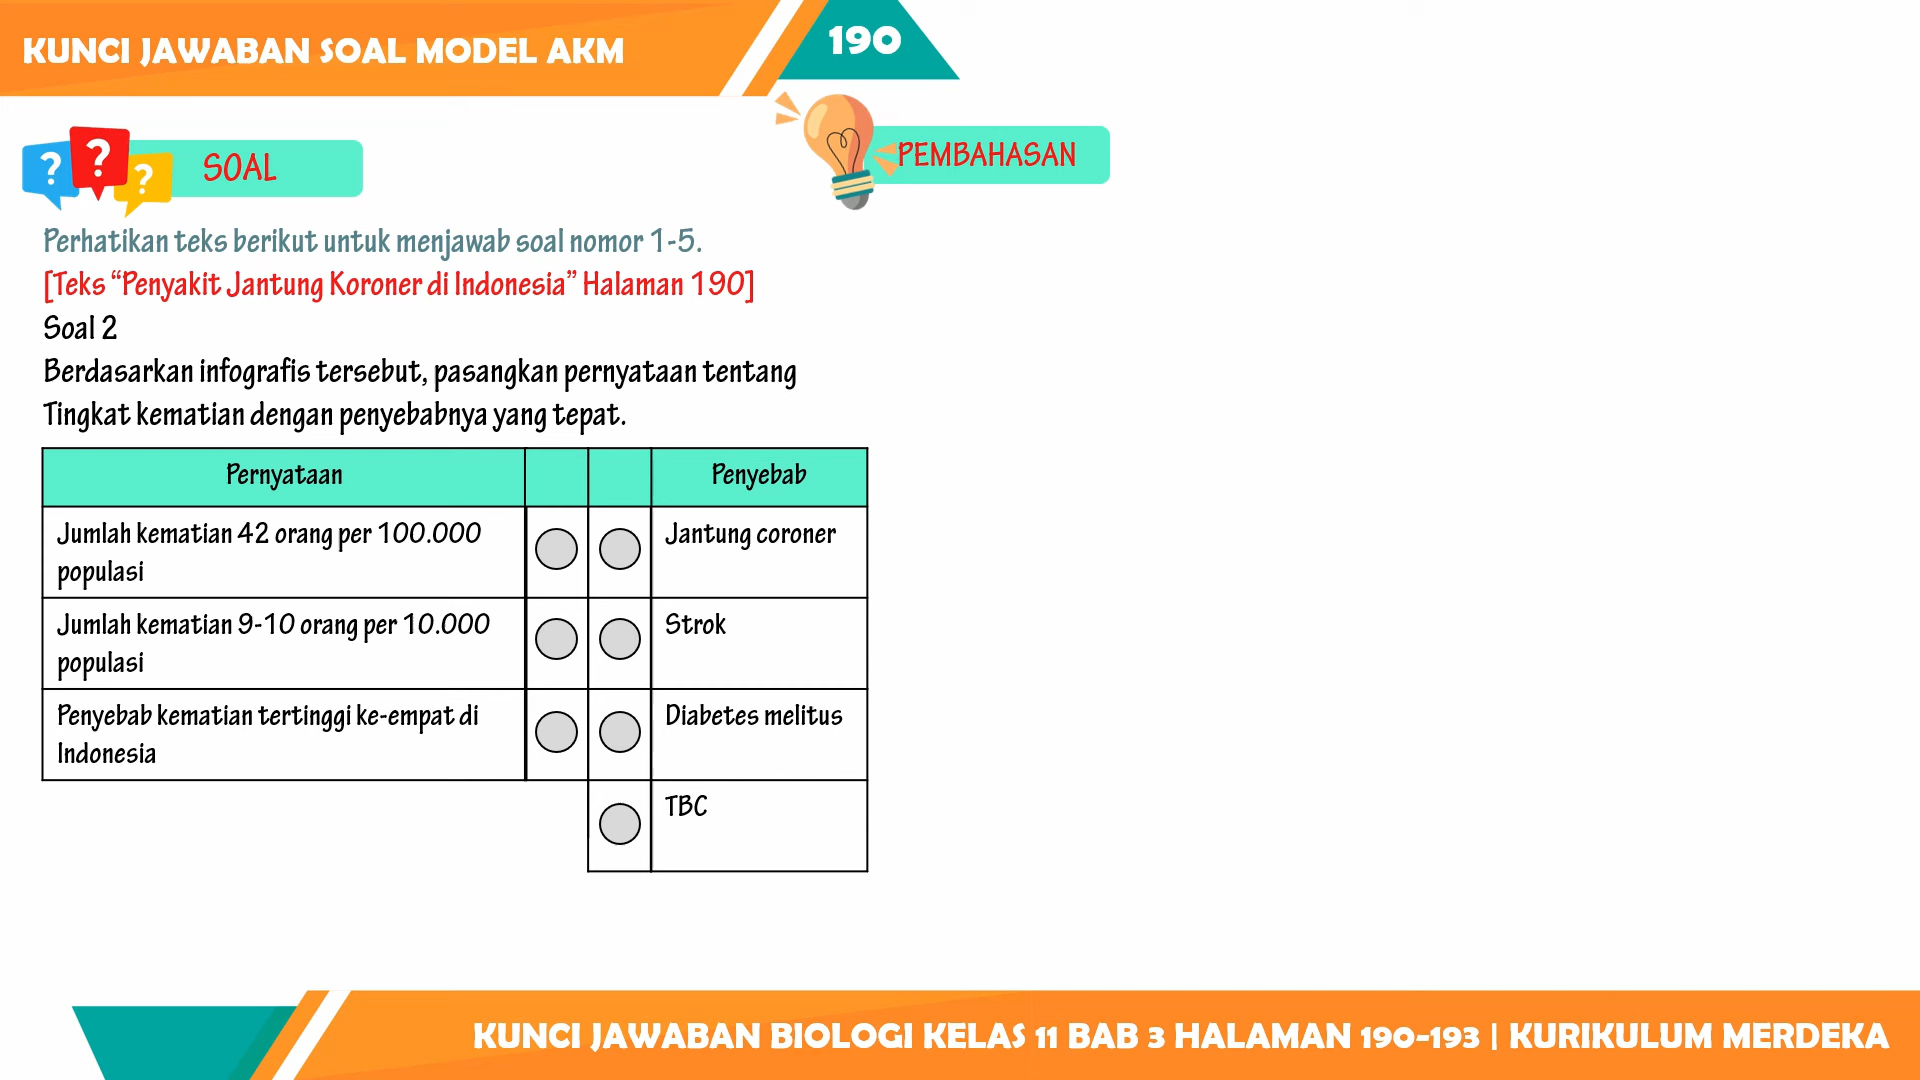 KUNCI JAWABAN SOAL MODEL AKM
190
? ? ?
SOAL
PEMBAHASAN
Perhatikan teks berikut untuk menjawab soal nomor 1-5.
[Teks “Penyakit Jantung Koroner di Indonesia” Halaman 190]
Soal 2
Berdasarkan infografis tersebut, pasangkan pernyataan tentang
Tingkat kematian dengan penyebabnya yang tepat.
Pernyataan
Penyebab
Jumlah kematian 42 orang per 100.000
populasi
Jantung coroner
Jumlah kematian 9-10 orang per 10.000
populasi
Strok
Penyebab kematian tertinggi ke-empat di
Indonesia
Diabetes melitus
TBC
KUNCI JAWABAN BIOLOGI KELAS 11 BAB 3 HALAMAN 190-193 | KURIKULUM MERDEKA